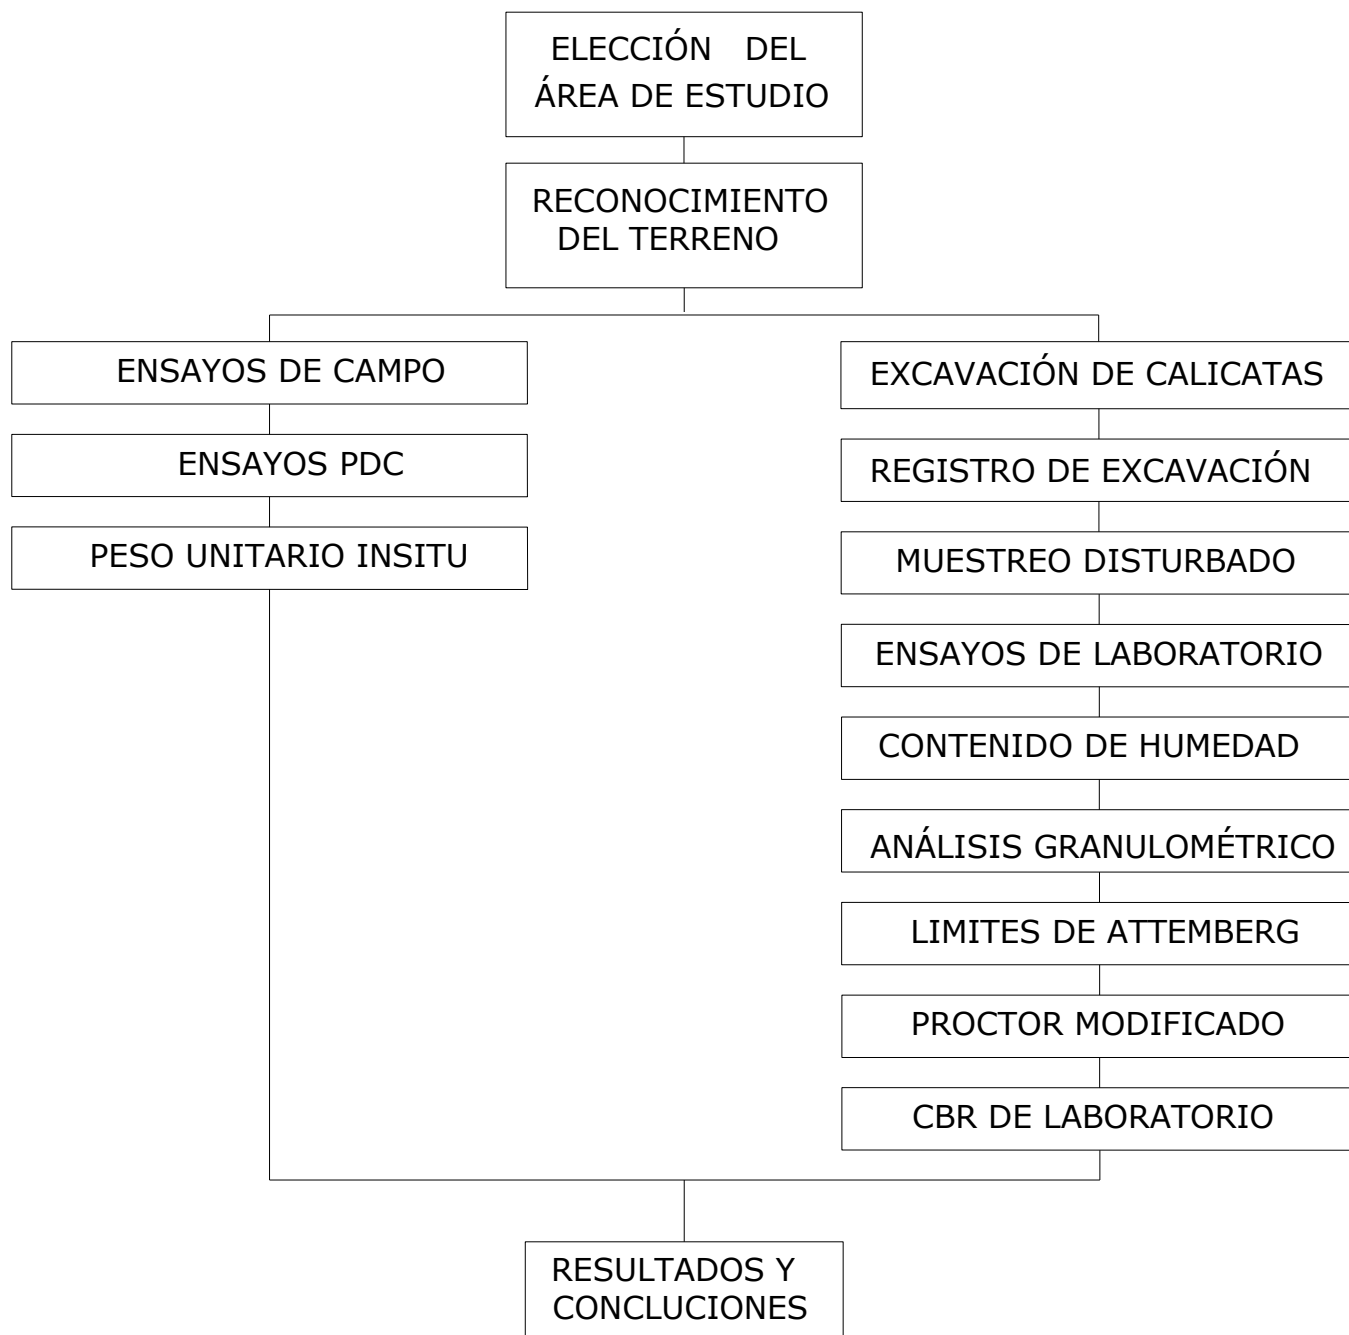 ELECCIÓN DEL
ÁREA DE ESTUDIO
RECONOCIMIENTO
DEL TERRENO
ENSAYOS DE CAMPO
ENSAYOS PDC
PESO UNITARIO INSITU
EXCAVACIÓN DE CALICATAS
REGISTRO DE EXCAVACIÓN
MUESTREO DISTURBADO
ENSAYOS DE LABORATORIO
CONTENIDO DE HUMEDAD
ANÁLISIS GRANULOMÉTRICO
LIMITES DE ATTEMBERG
PROCTOR MODIFICADO
CBR DE LABORATORIO
RESULTADOS Y
CONCLUCIONES